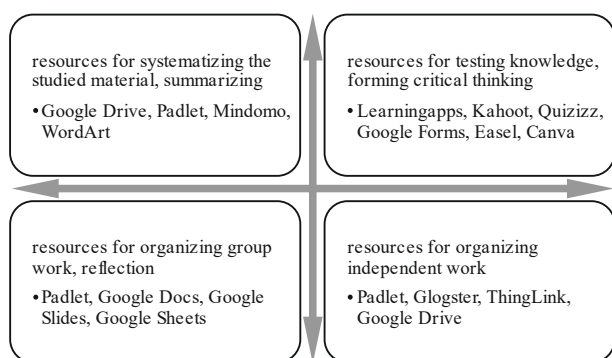 resources for systematizing the
studied material, summarizing
•Google Drive, Padlet, Mindomo,
WordArt
resources for testing knowledge,
forming critical thinking
•Learningapps, Kahoot, Quizizz,
Google Forms, Easel, Canva
resources for organizing group
work, reflection
•Padlet, Google Docs, Google
Slides, Google Sheets
resources for organizing
independent work
•Padlet, Glogster, ThingLink,
Google Drive